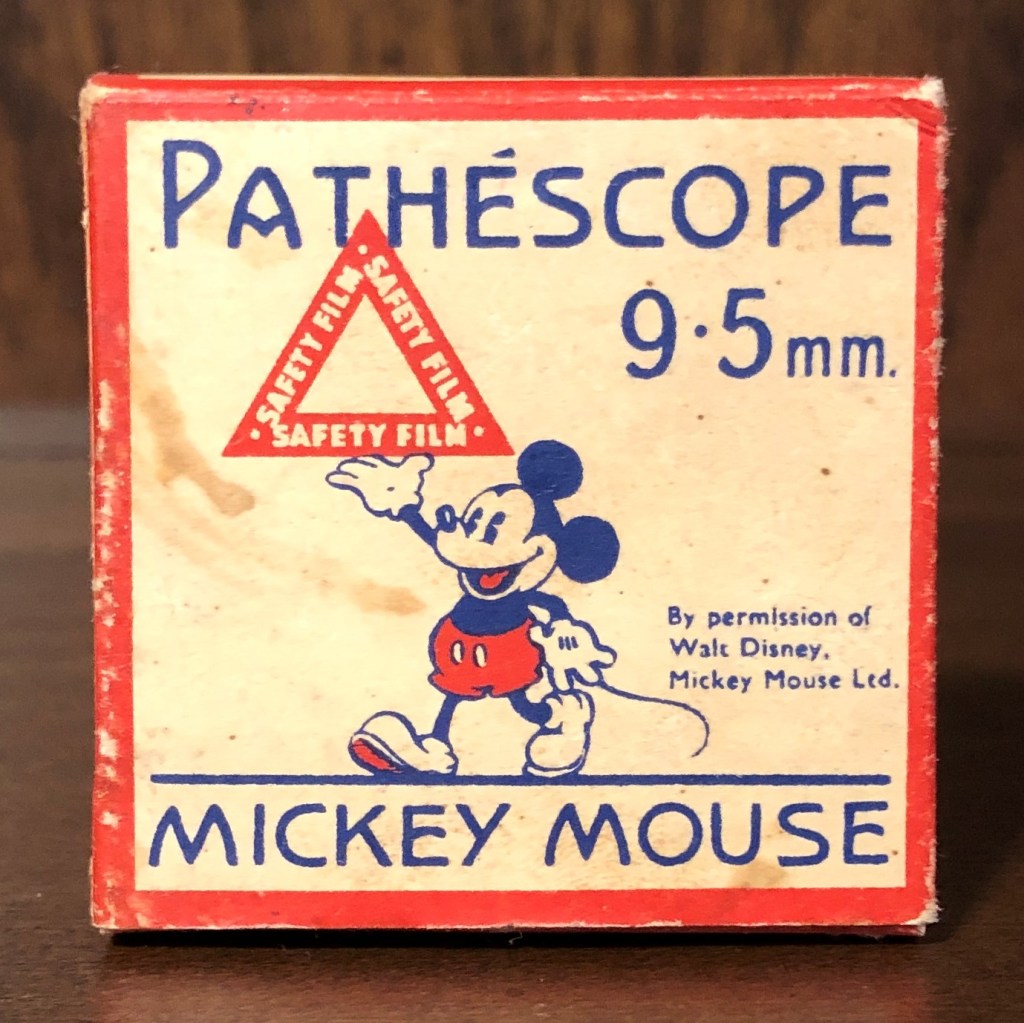 PATHÉSCOPE
9·5mm.
SAFETY FILM
SAFETY FILM
· SAFETY FILM ·
By permission of
Walt Disney,
Mickey Mouse Ltd.
MICKEY MOUSE